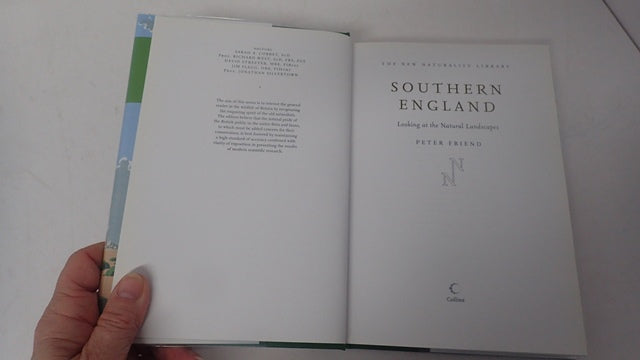 EDITORS
SARAH A. CORBET, ScD
Prof. RICHARD WEST, ScD, FRS, FGS
DAVID STREETER, MBE, FIBiol
JIM FLEGG, OBE, FIHort
Prof. JONATHAN SILVERTOWN
*
The aim of this series is to interest the general
reader in the wildlife of Britain by recapturing
the enquiring spirit of the old naturalists.
The editors believe that the natural pride of
the British public in the native flora and fauna,
to which must be added concern for their
conservation, is best fostered by maintaining
a high standard of accuracy combined with
clarity of exposition in presenting the results
of modern scientific research.
THE NEW NATURALIST LIBRARY
SOUTHERN
ENGLAND
Looking at the Natural Landscapes
PETER FRIEND
NN
Collins